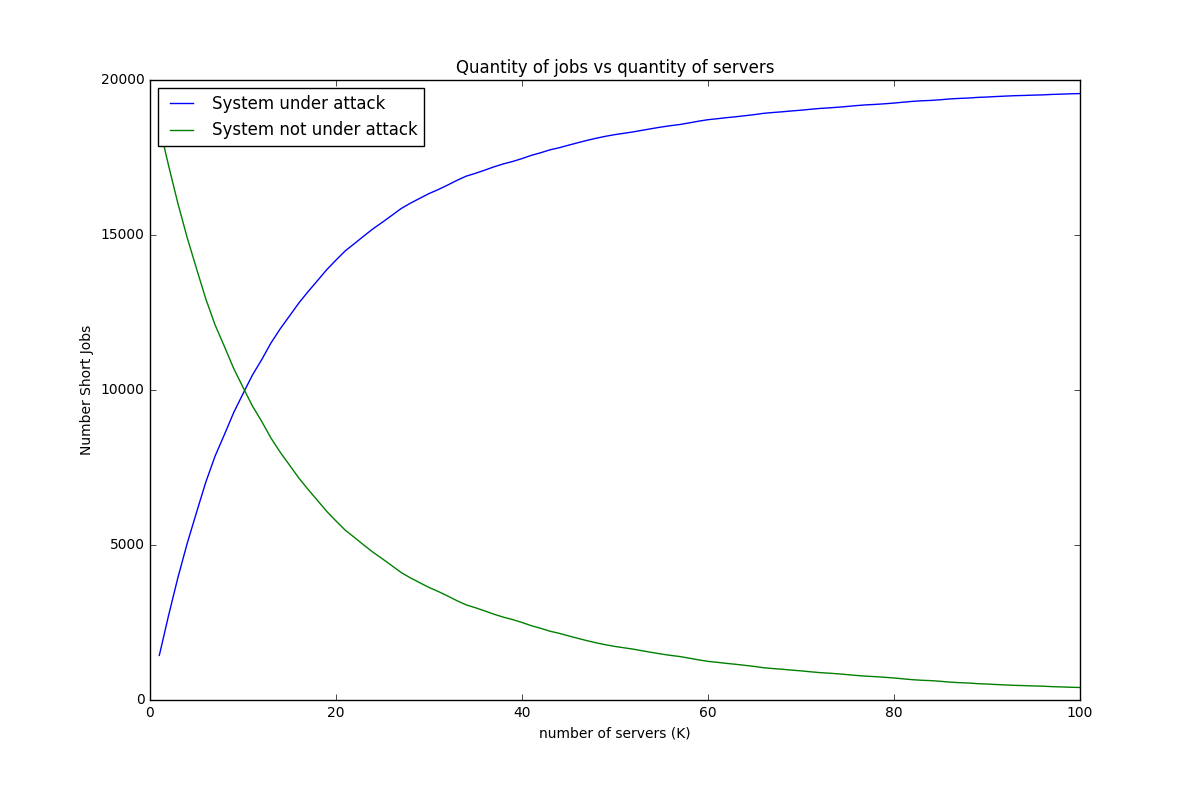 Quantity of jobs vs quantity of servers
20000
System under attack
System not under attack
15000
10000
5000
0
Number Short Jobs
0 20 40 60 80 100
number of servers (K)